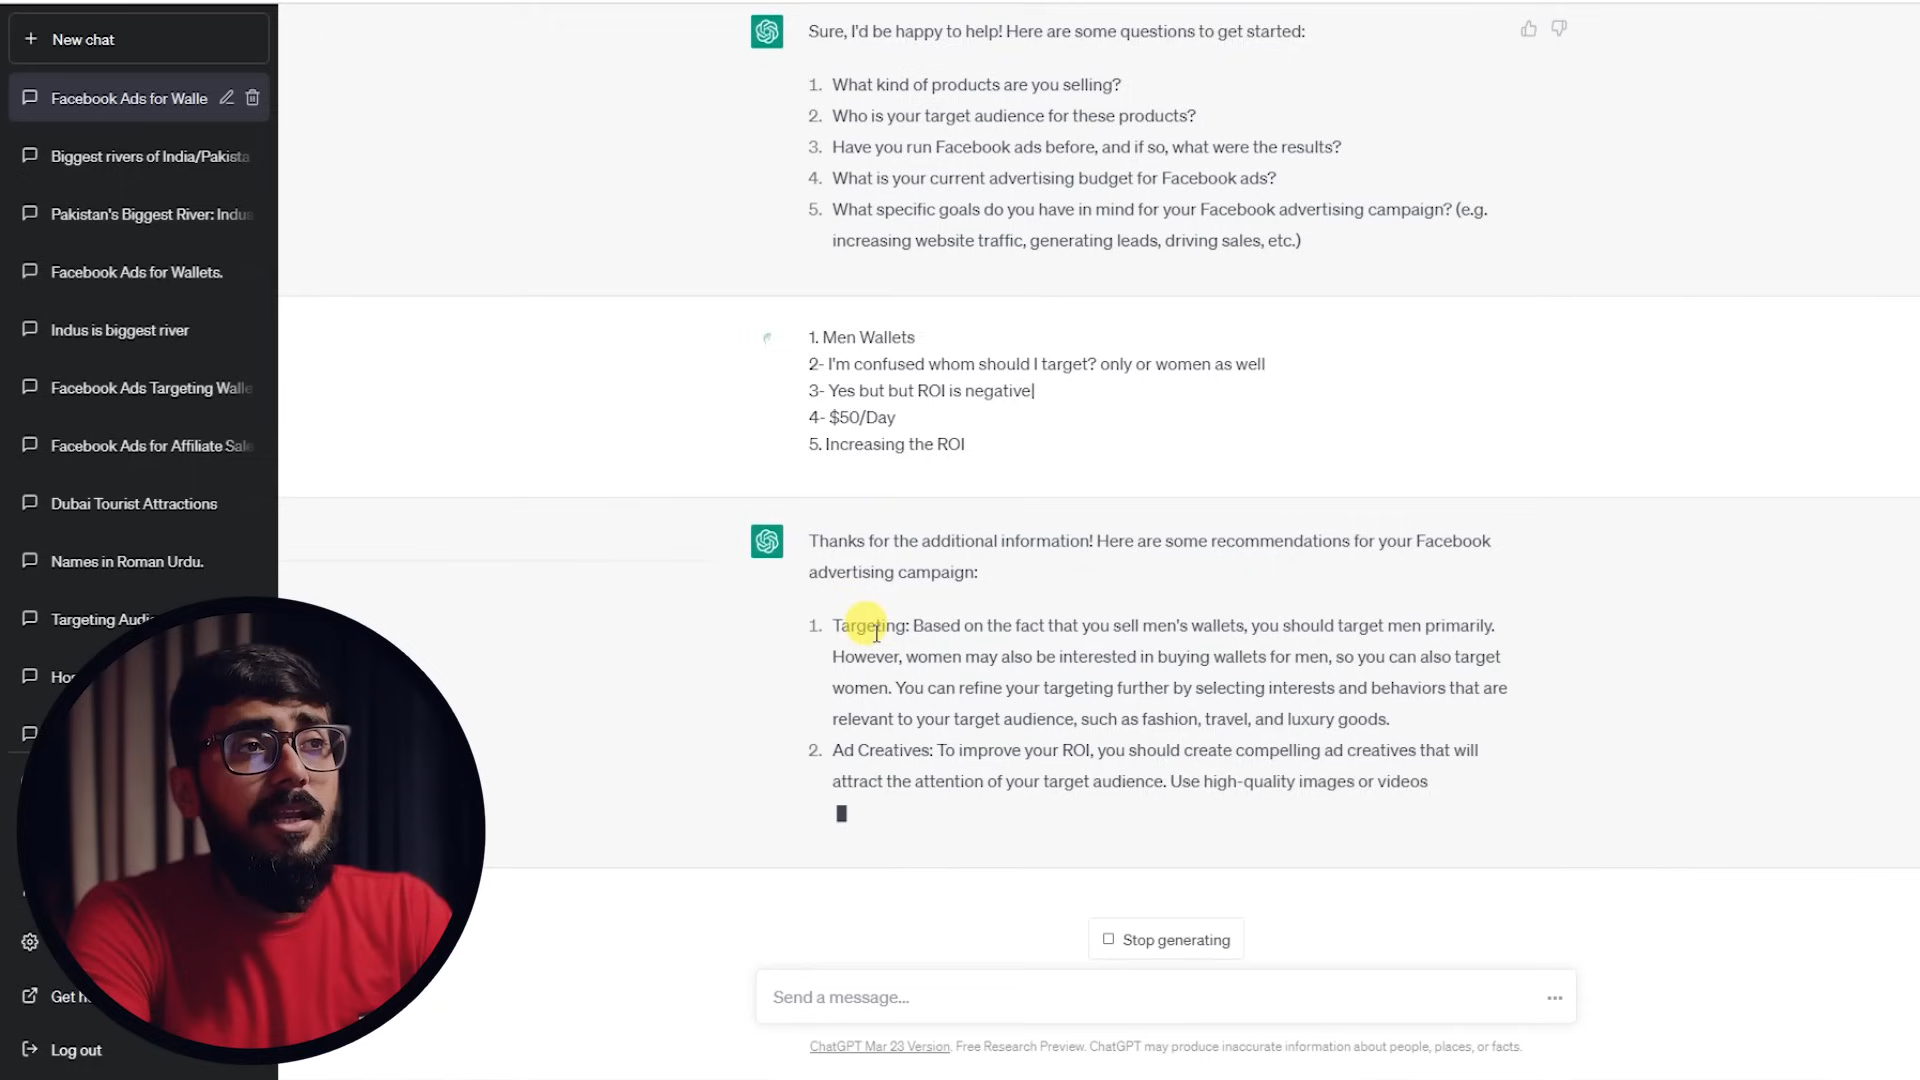 New chat
Facebook Ads for Walle
Biggest rivers of India/Pakista
Pakistan's Biggest River: Indus
Facebook Ads for Wallets.
Indus is biggest river
Facebook Ads Targeting Walle
Facebook Ads for Affiliate Sale
Dubai Tourist Attractions
Names in Roman Urdu.
Targeting Audi
Log out
Sure, I'd be happy to help! Here are some questions to get started:
1. What kind of products are you selling?
2. Who is your target audience for these products?
3. Have you run Facebook ads before, and if so, what were the results?
4. What is your current advertising budget for Facebook ads?
5. What specific goals do you have in mind for your Facebook advertising campaign? (e.g.
increasing website traffic, generating leads, driving sales, etc.)
1. Men Wallets
2- I'm confused whom should I target? only or women as well
3- Yes but but ROI is negative
4- $50/Day
5. Increasing the ROI
Thanks for the additional information! Here are some recommendations for your Facebook
advertising campaign:
1. Targeting: Based on the fact that you sell men's wallets, you should target men primarily.
However, women may also be interested in buying wallets for men, so you can also target
women. You can refine your targeting further by selecting interests and behaviors that are
relevant to your target audience, such as fashion, travel, and luxury goods.
2. Ad Creatives: To improve your ROI, you should create compelling ad creatives that will
attract the attention of your target audience. Use high-quality images or videos
Stop generating
Send a message...
ChatGPT Mar 23 Version. Free Research Preview. ChatGPT may produce inaccurate information about people, places, or facts.